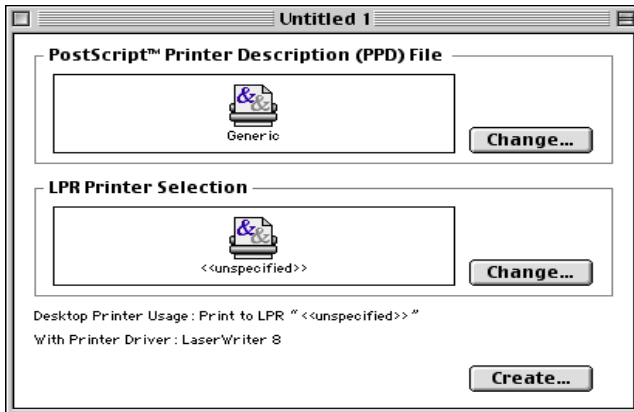 Untitled 1
PostScript™ Printer Description (PPD) File
Generic
Change...
LPR Printer Selection
<<unspecified>>
Change...
Desktop Printer Usage: Print to LPR "<<unspecified>>"
With Printer Driver: LaserWriter 8
Create...